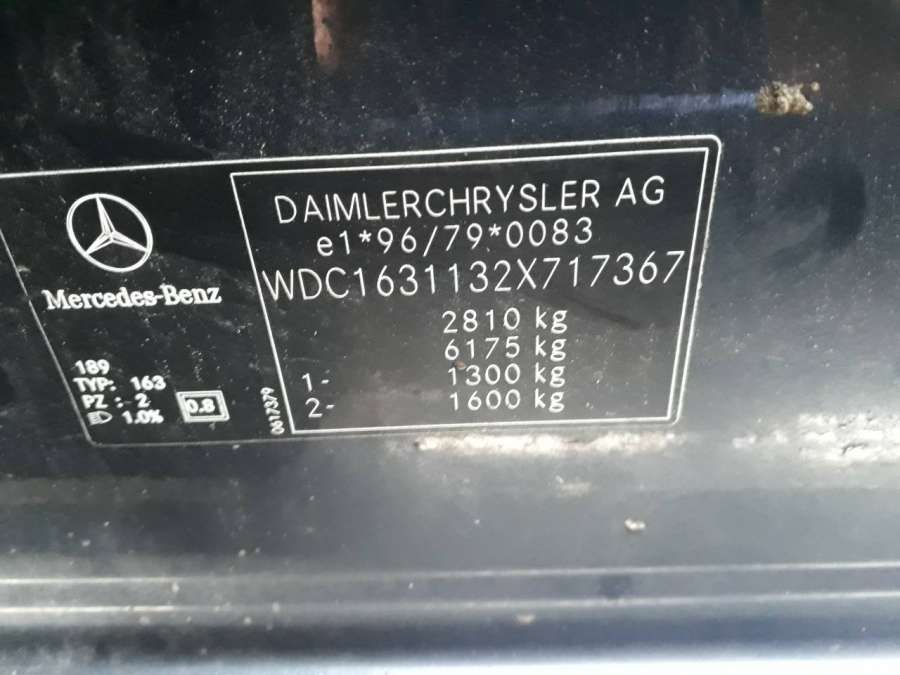 DAIMLERCHRYSLER AG
e1*96/79*0083
WDC1631132X717367
2810 kg
6175 kg
1- 1300 kg
2- 1600 kg
Mercedes-Benz
189
TYP: 163
PZ : 2
1.0%
0.8